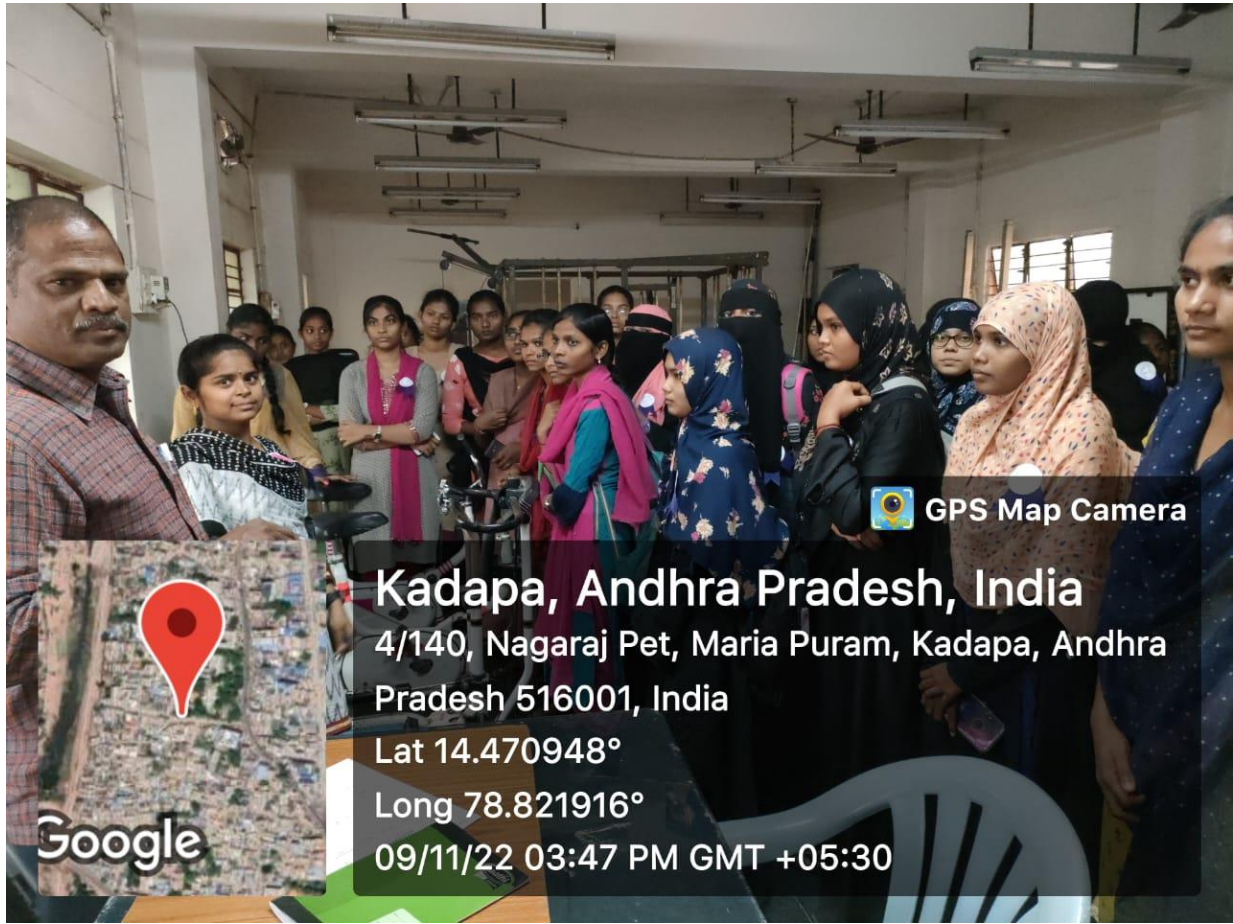 GPS Map Camera
Kadapa, Andhra Pradesh, India
4/140, Nagaraj Pet, Maria Puram, Kadapa, Andhra
Pradesh 516001, India
Lat 14.470948°
Long 78.821916°
09/11/22 03:47 PM GMT +05:30
Google